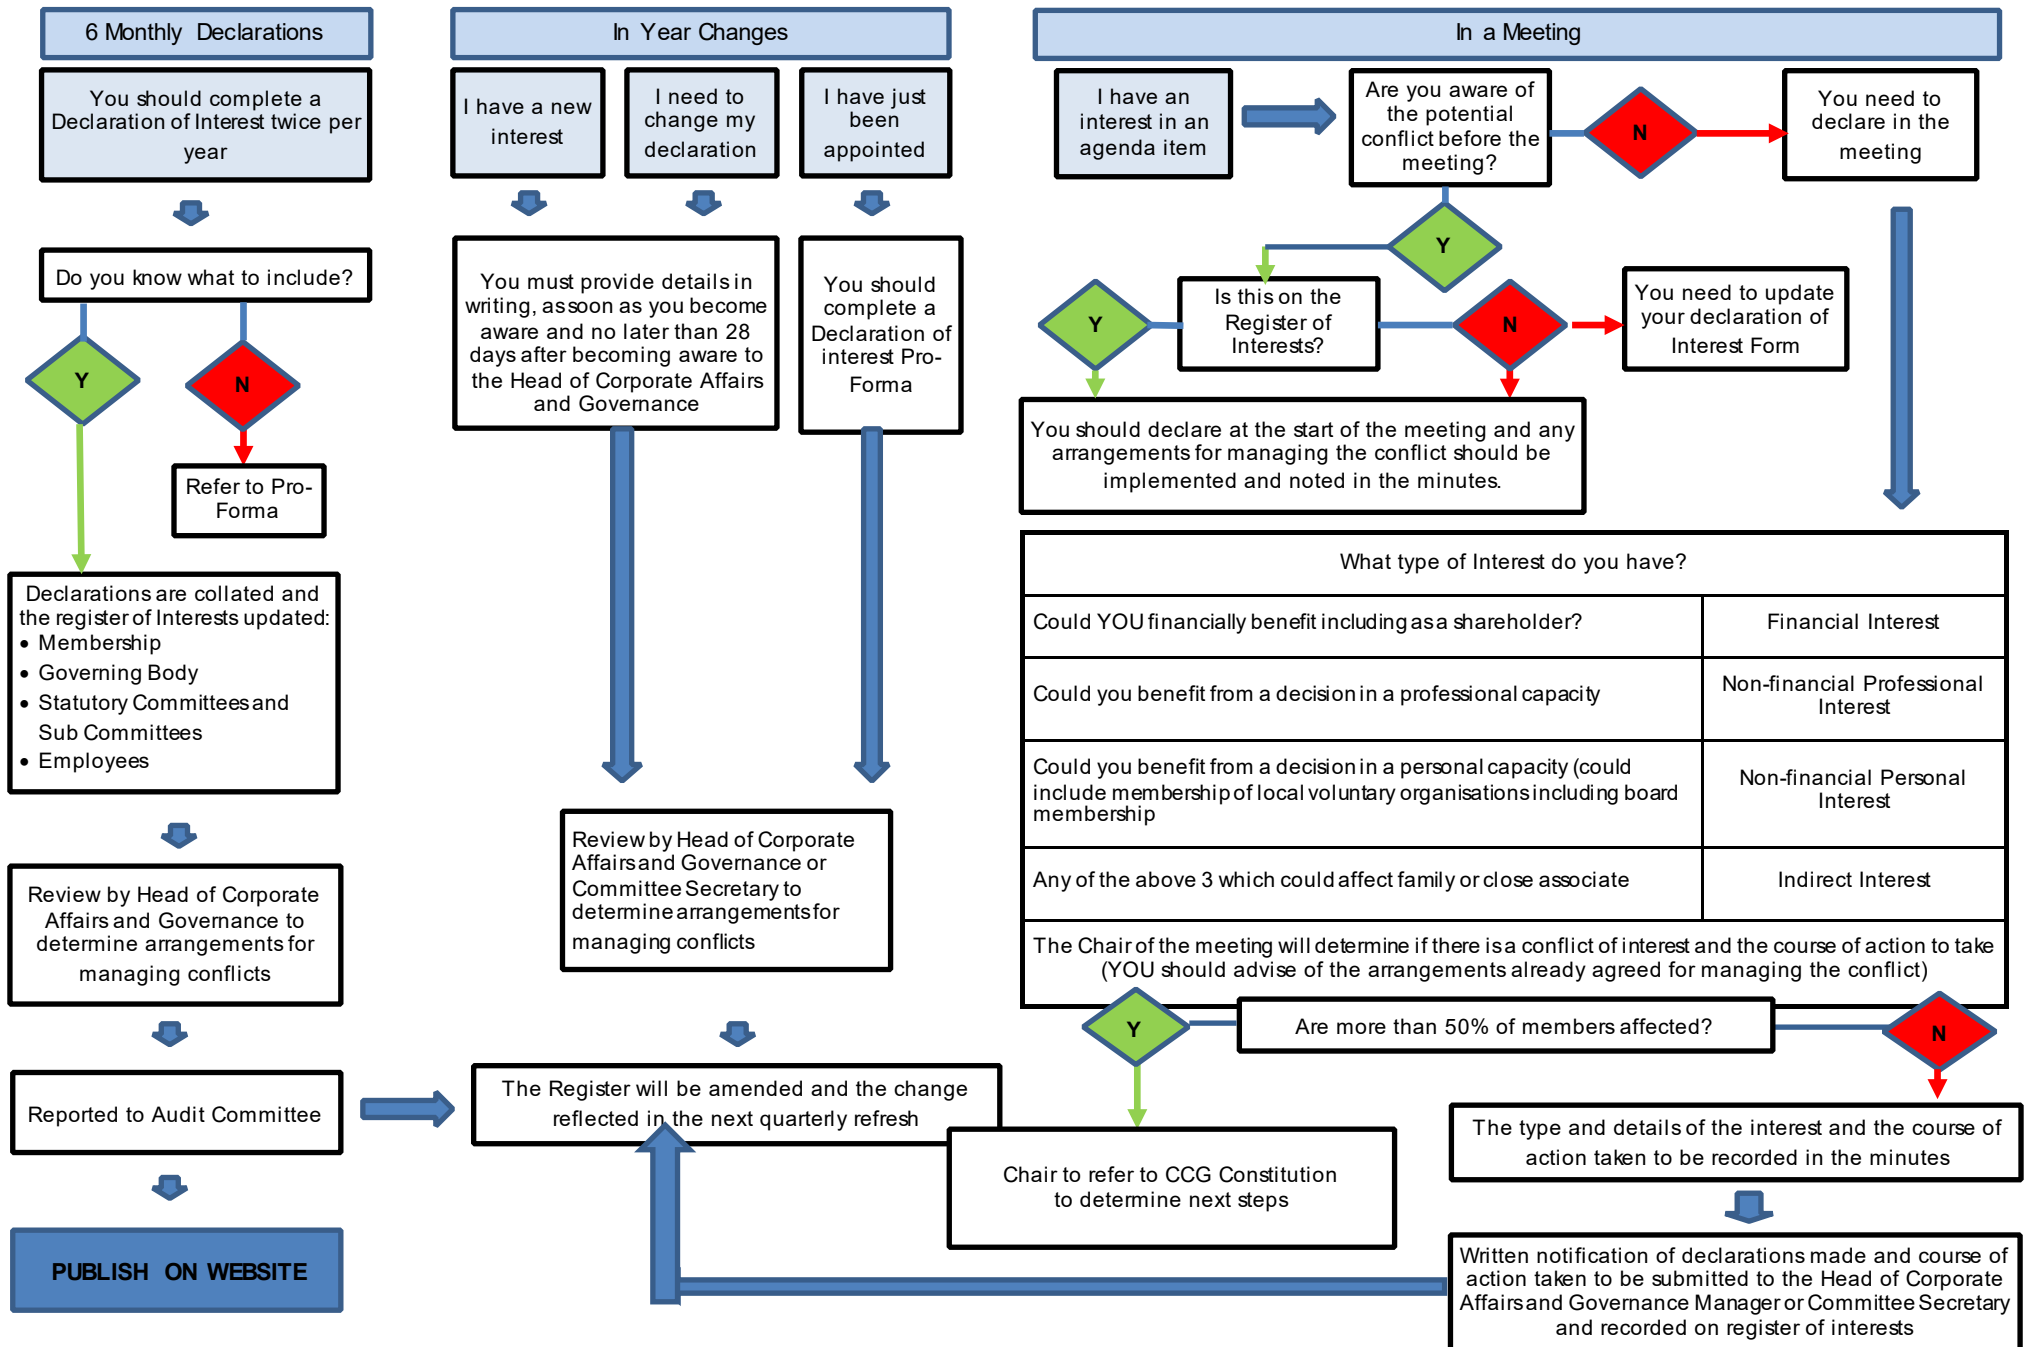 6 Monthly Declarations
You should complete a
Declaration of Interest twice per
year
Do you know what to include?
Y
N
Refer to Pro-
Forma
Declarations are collated and
the register of Interests updated:
• Membership
• Governing Body
• Statutory Committees and
Sub Committees
• Employees
Review by Head of Corporate
Affairs and Governance to
determine arrangements for
managing conflicts
Reported to Audit Committee
PUBLISH ON WEBSITE
In Year Changes
I have a new
interest
I need to
change my
declaration
I have just
been
appointed
You must provide details in
writing, assoon as you become
aware and no later than 28
days after becoming aware to
the Head of Corporate Affairs
and Governance
You should
complete a
Declaration of
interest Pro-
Forma
Review by Head of Corporate
Affairs and Governance or
Committee Secretary to
determine arrangements for
managing conflicts
The Register will be amended and the change
reflected in the next quarterly refresh
In a Meeting
I have an
interest in an
agenda item
Are you aware of
the potential
conflict before the
meeting?
N
You need to
declare in the
meeting
Y
Y
Is this on the
Register of
Interests?
N
You need to update
your declaration of
Interest Form
You should declare at the start of the meeting and any
arrangements for managing the conflict should be
implemented and noted in the minutes.
What type of Interest do you have?
Could YOU financially benefit including as a shareholder?
Financial Interest
Could you benefit from a decision in a professional capacity
Non-financial Professional
Interest
Could you benefit from a decision in a personal capacity (could
include membership of local voluntary organisations including board
membership
Non-financial Personal
Interest
Any of the above 3 which could affect family or close associate
Indirect Interest
The Chair of the meeting will determine if there is a conflict of interest and the course of action to take
(YOU should advise of the arrangements already agreed for managing the conflict)
Y
Are more than 50% of members affected?
N
Chair to refer to CCG Constitution
to determine next steps
The type and details of the interest and the course of
action taken to be recorded in the minutes
Written notification of declarations made and course of
action taken to be submitted to the Head of Corporate
Affairs and Governance Manager or Committee Secretary
and recorded on register of interests